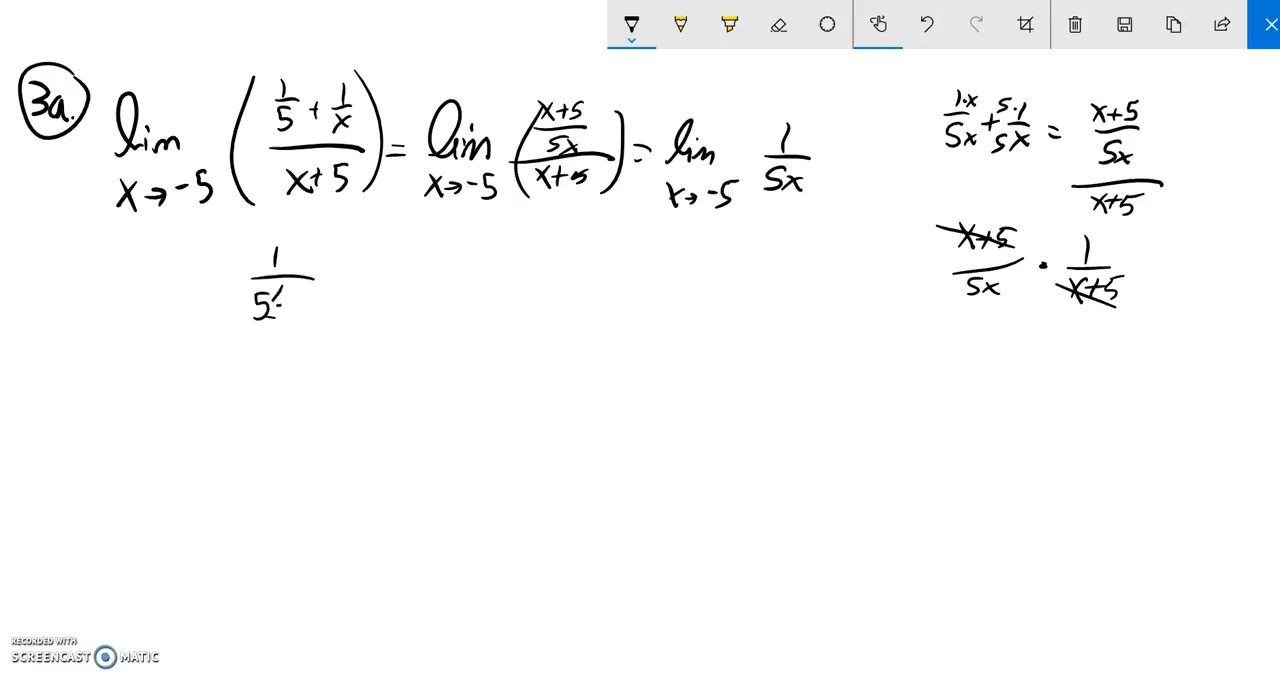 3a. lim x→-5 ( (1/5 + 1/x) / (x+5) ) = lim x→-5 ( ((x+5)/5x) / (x+5) ) = lim x→-5 1/5x
1·x/5x + 5·1/5x = ((x+5)/5x) / (x+5)
x+5/5x · 1/x+5
1/5(-
RECORDED WITH
SCREENCAST MATIC